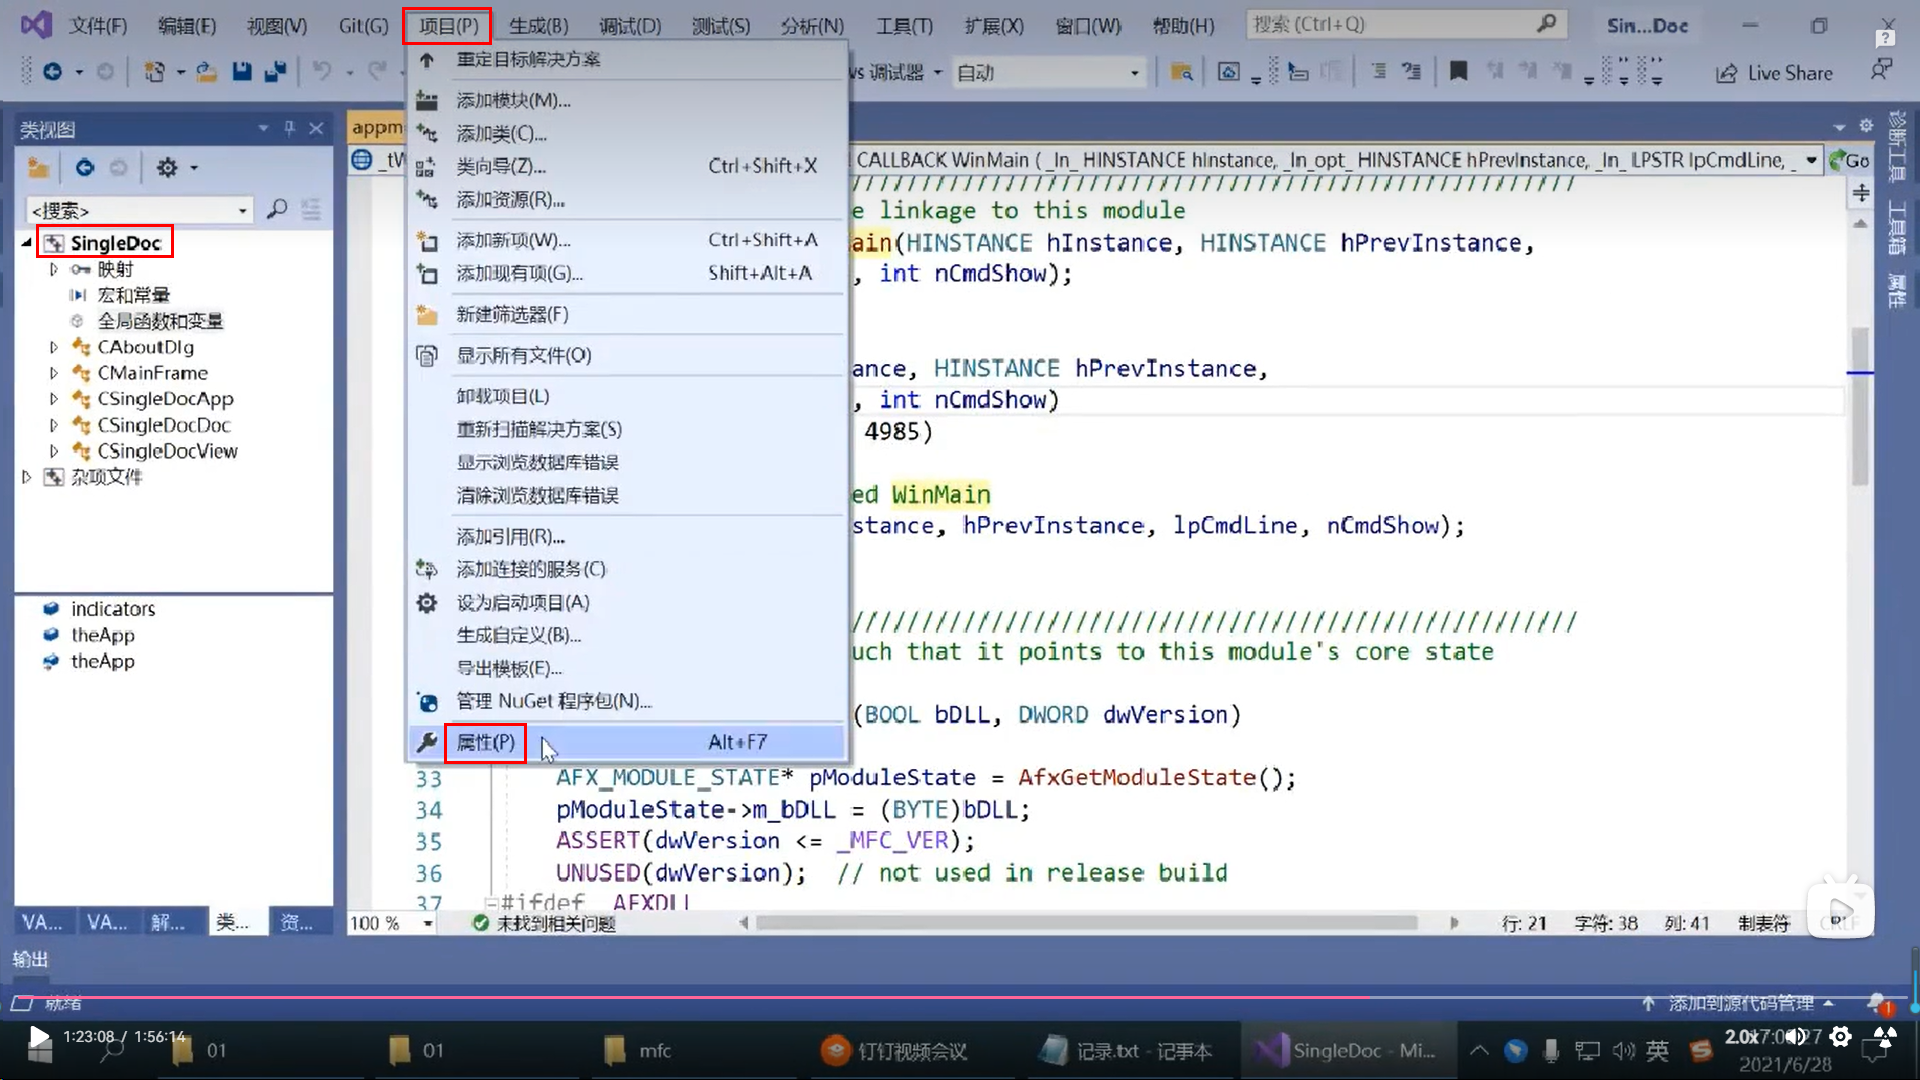 文件(F) 编辑(E) 视图(V) Git(G) 项目(P) 生成(B) 调试(D) 测试(S) 分析(N) 工具(T) 扩展(X) 窗口(W) 帮助(H) 搜索 (Ctrl+Q) Sin...Doc
vs 调试器 自动 Live Share
类视图
<搜索>
SingleDoc
映射
宏和常量
全局函数和变量
CAboutDlg
CMainFrame
CSingleDocApp
CSingleDocDoc
CSingleDocView
杂项文件
indicators
theApp
theApp
VA... VA... 解... 类... 资...
重定目标解决方案
添加模块(M)...
添加类(C)...
类向导(Z)... Ctrl+Shift+X
添加资源(R)...
添加新项(W)... Ctrl+Shift+A
添加现有项(G)... Shift+Alt+A
新建筛选器(F)
显示所有文件(O)
卸载项目(L)
重新扫描解决方案(S)
显示浏览数据库错误
清除浏览数据库错误
添加引用(R)...
添加连接的服务(C)
设为启动项目(A)
生成自定义(B)...
导出模板(E)...
管理 NuGet 程序包(N)...
属性(P) Alt+F7
appm
_tW
CALLBACK WinMain ( _In_ HINSTANCE hInstance, _In_opt_ HINSTANCE hPrevInstance, _In_ LPSTR lpCmdLine, _ Go
////////////////////////////////////////////////////
e linkage to this module
ain(HINSTANCE hInstance, HINSTANCE hPrevInstance,
, int nCmdShow);
ance, HINSTANCE hPrevInstance,
, int nCmdShow)
4985)
ed WinMain
stance, hPrevInstance, lpCmdLine, nCmdShow);
////////////////////////////////////////////////////
uch that it points to this module's core state
(BOOL bDLL, DWORD dwVersion)
33 AFX_MODULE_STATE* pModuleState = AfxGetModuleState();
34 pModuleState->m_bDLL = (BYTE)bDLL;
35 ASSERT(dwVersion <= _MFC_VER);
36 UNUSED(dwVersion); // not used in release build
37 #ifdef _AFXDLL
100 % 未找到相关问题 行: 21 字符: 38 列: 41 制表符 CRLF
诊断工具
工具箱
属性
输出
就绪 添加到源代码管理 1
1:23:08 / 1:56:14 2.0x
01 01 mfc 钉钉视频会议 记录.txt - 记事本 SingleDoc - Mi... 英
2021/6/28